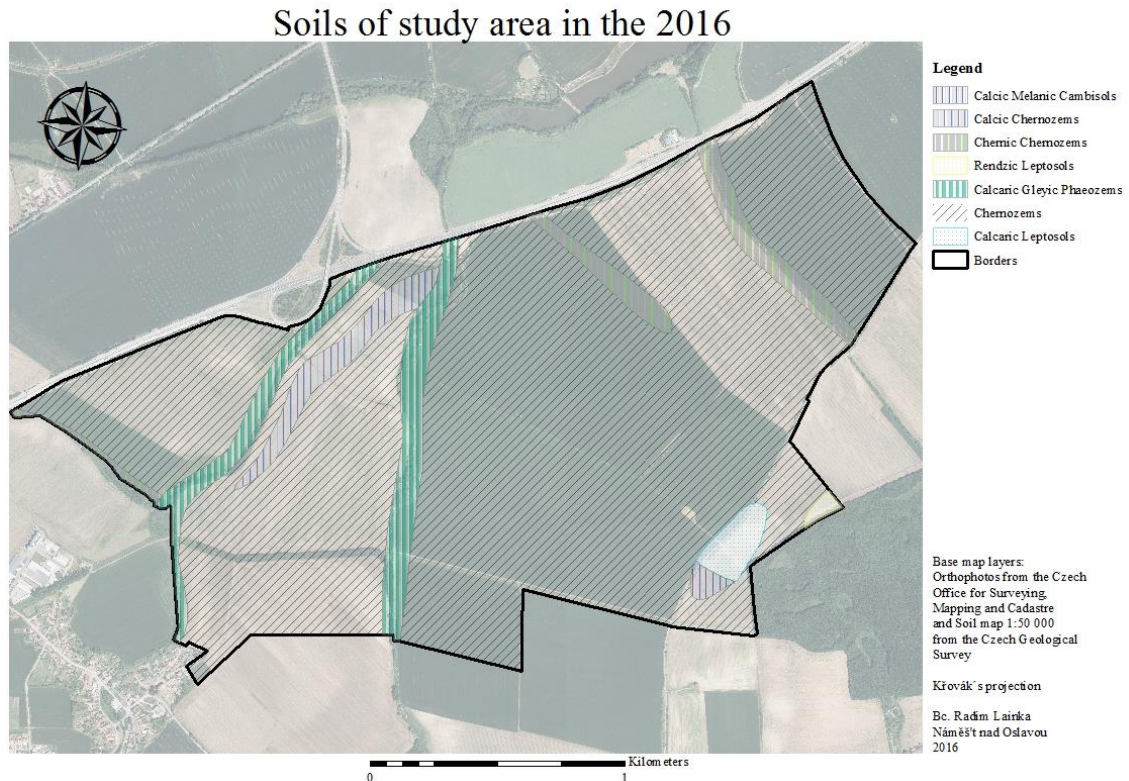 Soils of study area in the 2016
Legend
Calcic Melanic Cambisols
Calcic Chernozems
Chernic Chernozems
Rendzic Leptosols
Calcaric Gleyic Phaeozems
Chernozems
Calcaric Leptosols
Borders
Base map layers:
Orthophotos from the Czech
Office for Surveying,
Mapping and Cadastre
and Soil map 1:50 000
from the Czech Geological
Survey
Křovák´s projection
Bc. Radim Lainka
Náměšťt nad Oslavou
2016
Kilometers
0 1